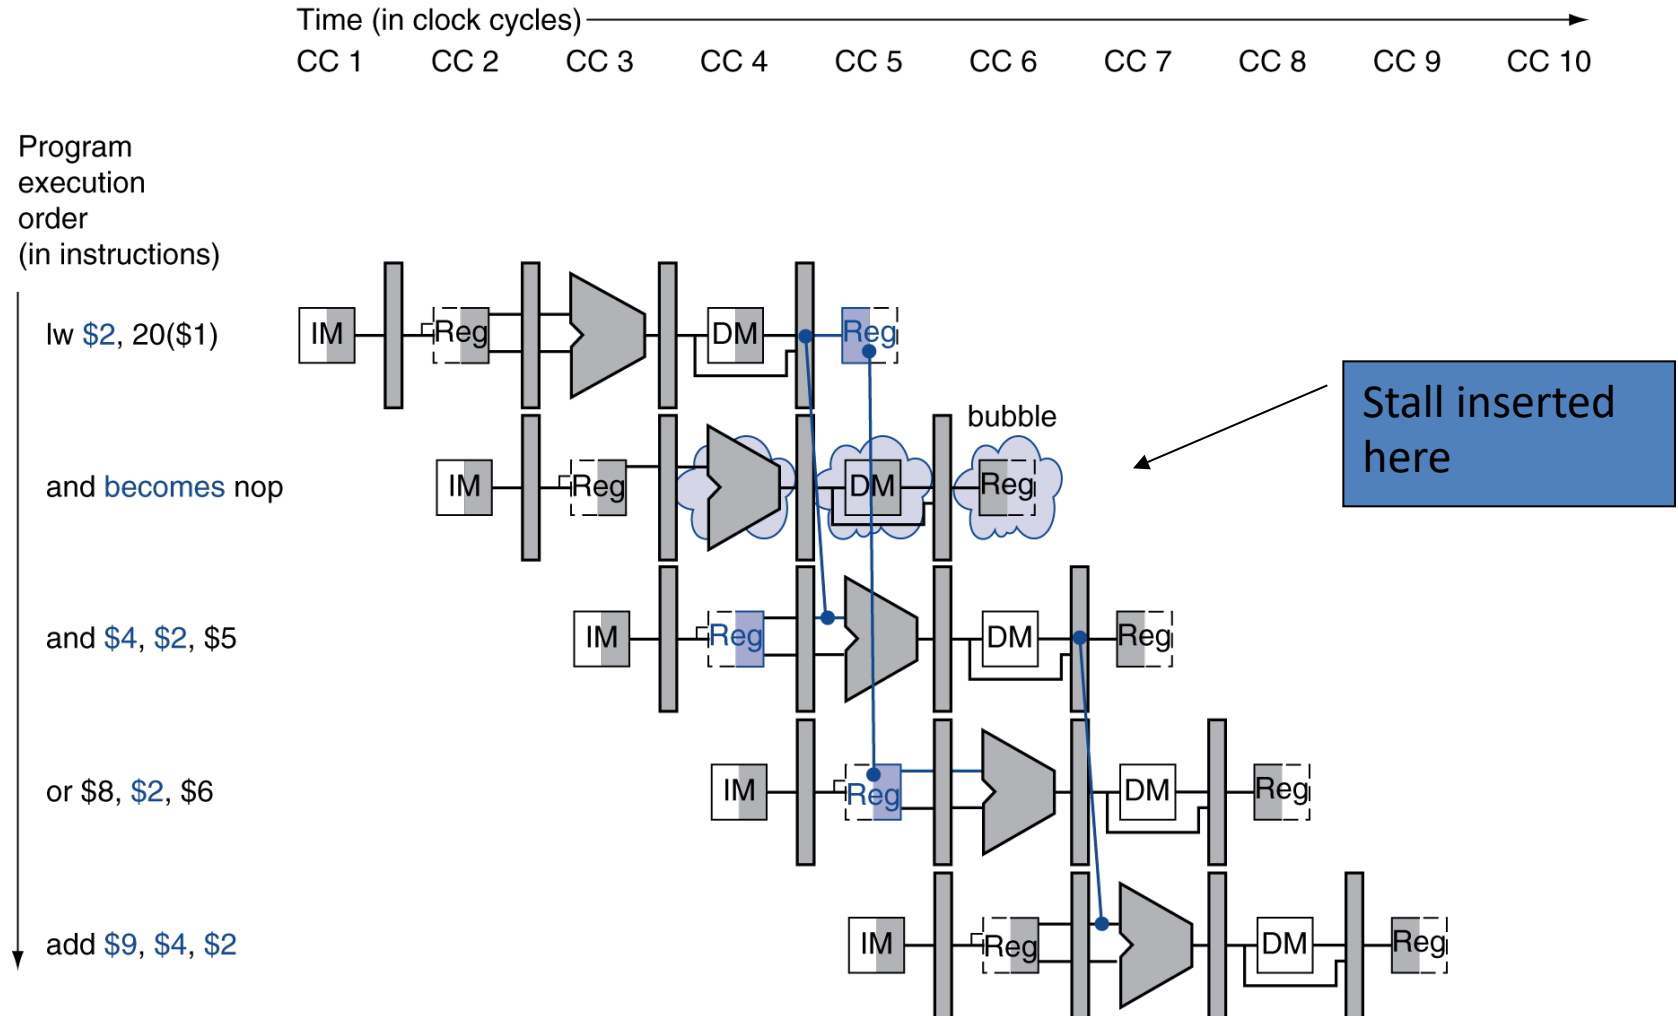 Time (in clock cycles)
CC 1 CC 2 CC 3 CC 4 CC 5 CC 6 CC 7 CC 8 CC 9 CC 10
Program
execution
order
(in instructions)
lw $2, 20($1)
IM Reg DM Reg
Stall inserted
here
bubble
and becomes nop
IM Reg DM Reg
and $4, $2, $5
IM Reg DM Reg
or $8, $2, $6
IM Reg DM Reg
add $9, $4, $2
IM Reg DM Reg